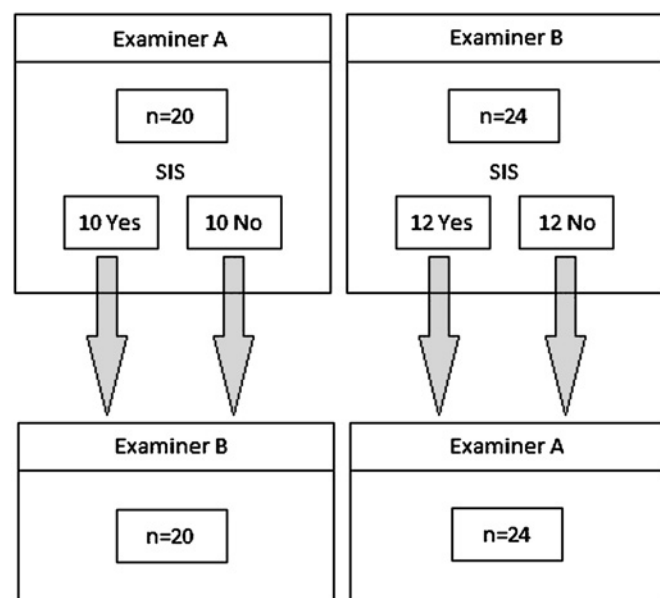 Examiner A
n=20
SIS
10 Yes
10 No
Examiner B
n=24
SIS
12 Yes
12 No
Examiner B
n=20
Examiner A
n=24